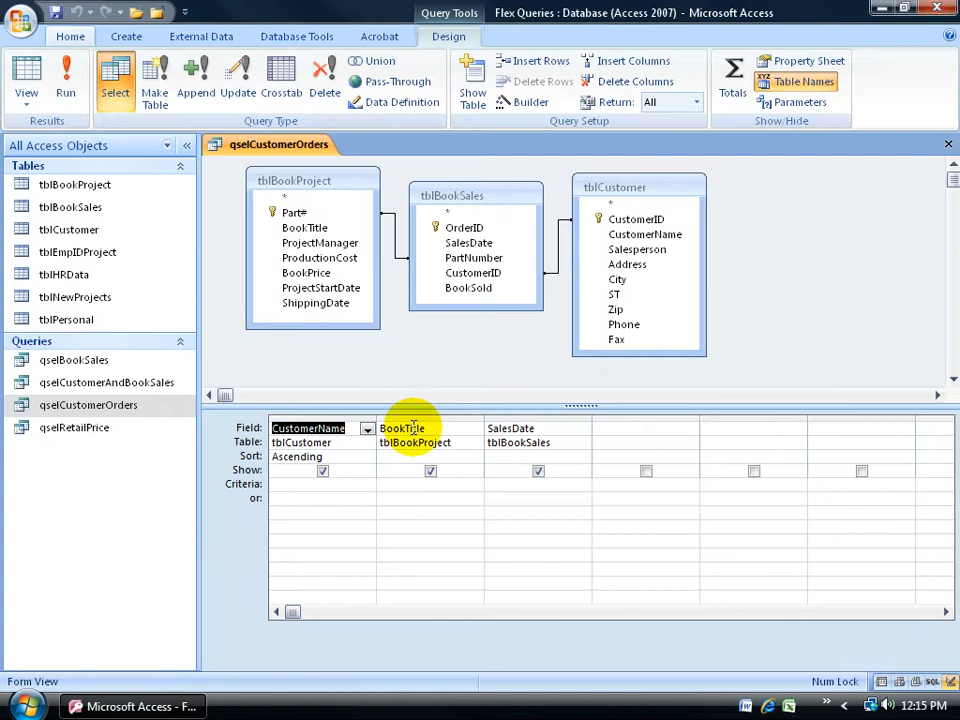 Query Tools
Flex Queries : Database (Access 2007) - Microsoft Access
Home Create External Data Database Tools Acrobat Design
View
Run
Results
Select
Make Table
Append
Update
Crosstab
Delete
Union
Pass-Through
Data Definition
Query Type
Show Table
Insert Rows
Delete Rows
Builder
Insert Columns
Delete Columns
Return: All
Query Setup
Totals
Property Sheet
Table Names
Parameters
Show/Hide
All Access Objects
Tables
tblBookProject
tblBookSales
tblCustomer
tblEmpIDProject
tblHRData
tblNewProjects
tblPersonal
Queries
qselBookSales
qselCustomerAndBookSales
qselCustomerOrders
qselRetailPrice
qselCustomerOrders
tblBookProject
*
Part#
BookTitle
ProjectManager
ProductionCost
BookPrice
ProjectStartDate
ShippingDate
tblBookSales
*
OrderID
SalesDate
PartNumber
CustomerID
BookSold
tblCustomer
*
CustomerID
CustomerName
Salesperson
Address
City
ST
Zip
Phone
Fax
Field: CustomerName BookTitle SalesDate
Table: tblCustomer tblBookProject tblBookSales
Sort: Ascending
Show:
Criteria:
or:
Form View
Num Lock
SQL
Microsoft Access - F...
12:15 PM